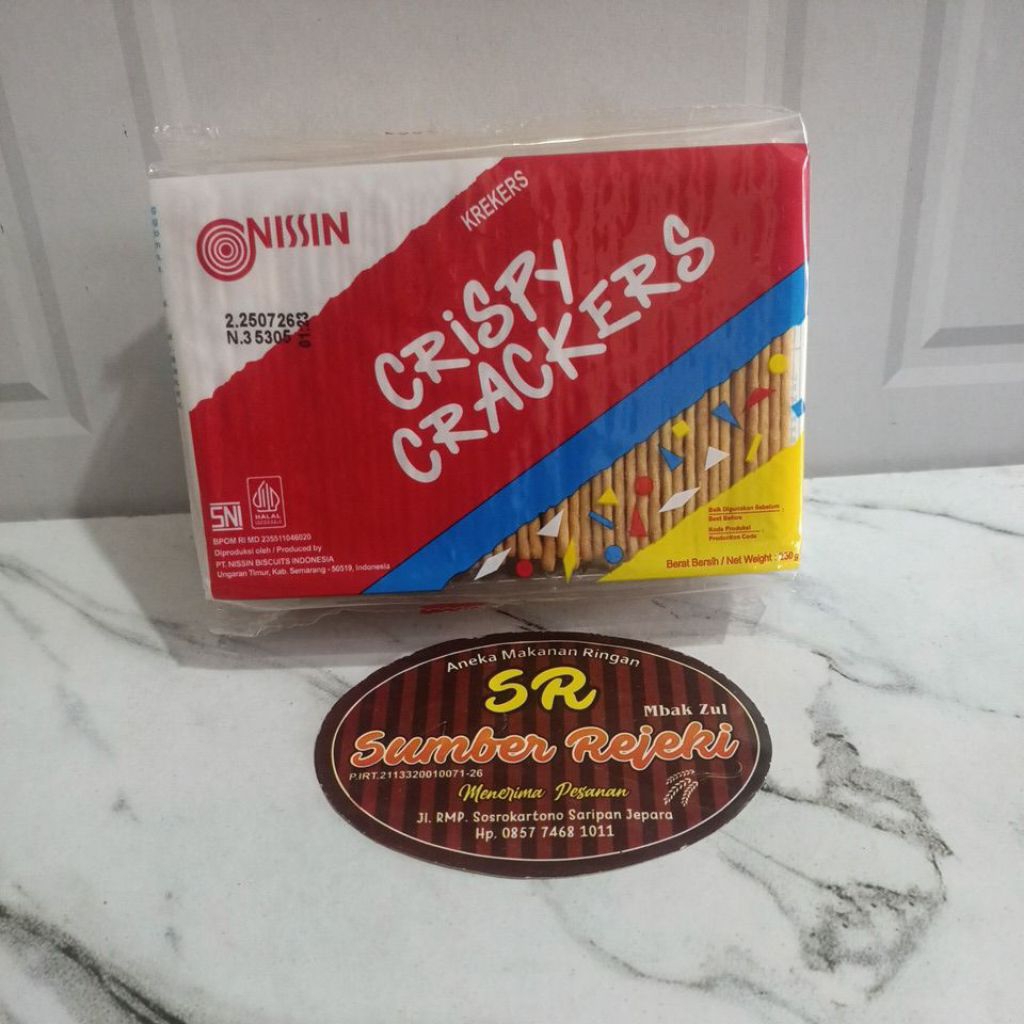 NISSIN
KREKERS
CRISPY
CRACKERS
2.250726
N.3 5305
SNI
HALAL
INDONESIA
BPOM RI MD 235511046020
Diproduksi oleh / Produced by
PT. NISSIN BISCUITS INDONESIA
Ungaran Timur, Kab. Semarang - 50519, Indonesia
Baik Digunakan Sebelum
Best Before
Kode Produksi
Production Code
Berat Bersih / Net Weight :
Aneka Makanan Ringan
SR
Mbak Zul
Sumber Rejeki
P.IRT.2113320010071-26
Menerima Pesanan
Jl. RMP. Sosrokartono Saripan Jepara
Hp. 0857 7468 1011